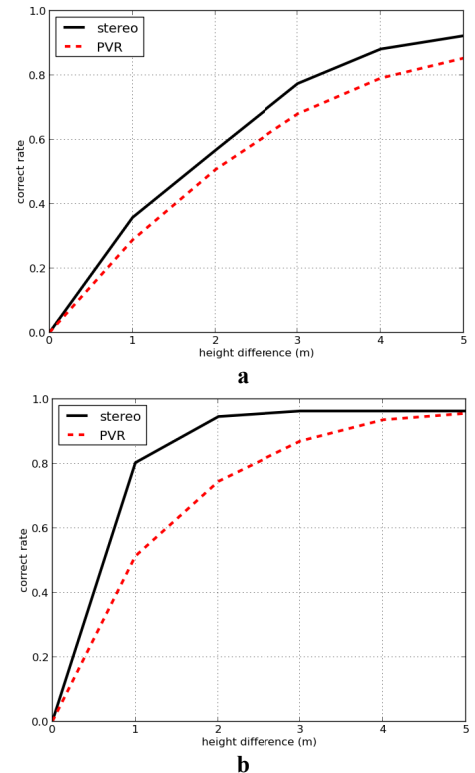 1.0
stereo
PVR
0.8
0.6
0.4
0.2
0.0
correct rate
0 1 2 3 4 5
height difference (m)
a
1.0
stereo
PVR
0.8
0.6
0.4
0.2
0.0
correct rate
0 1 2 3 4 5
height difference (m)
b